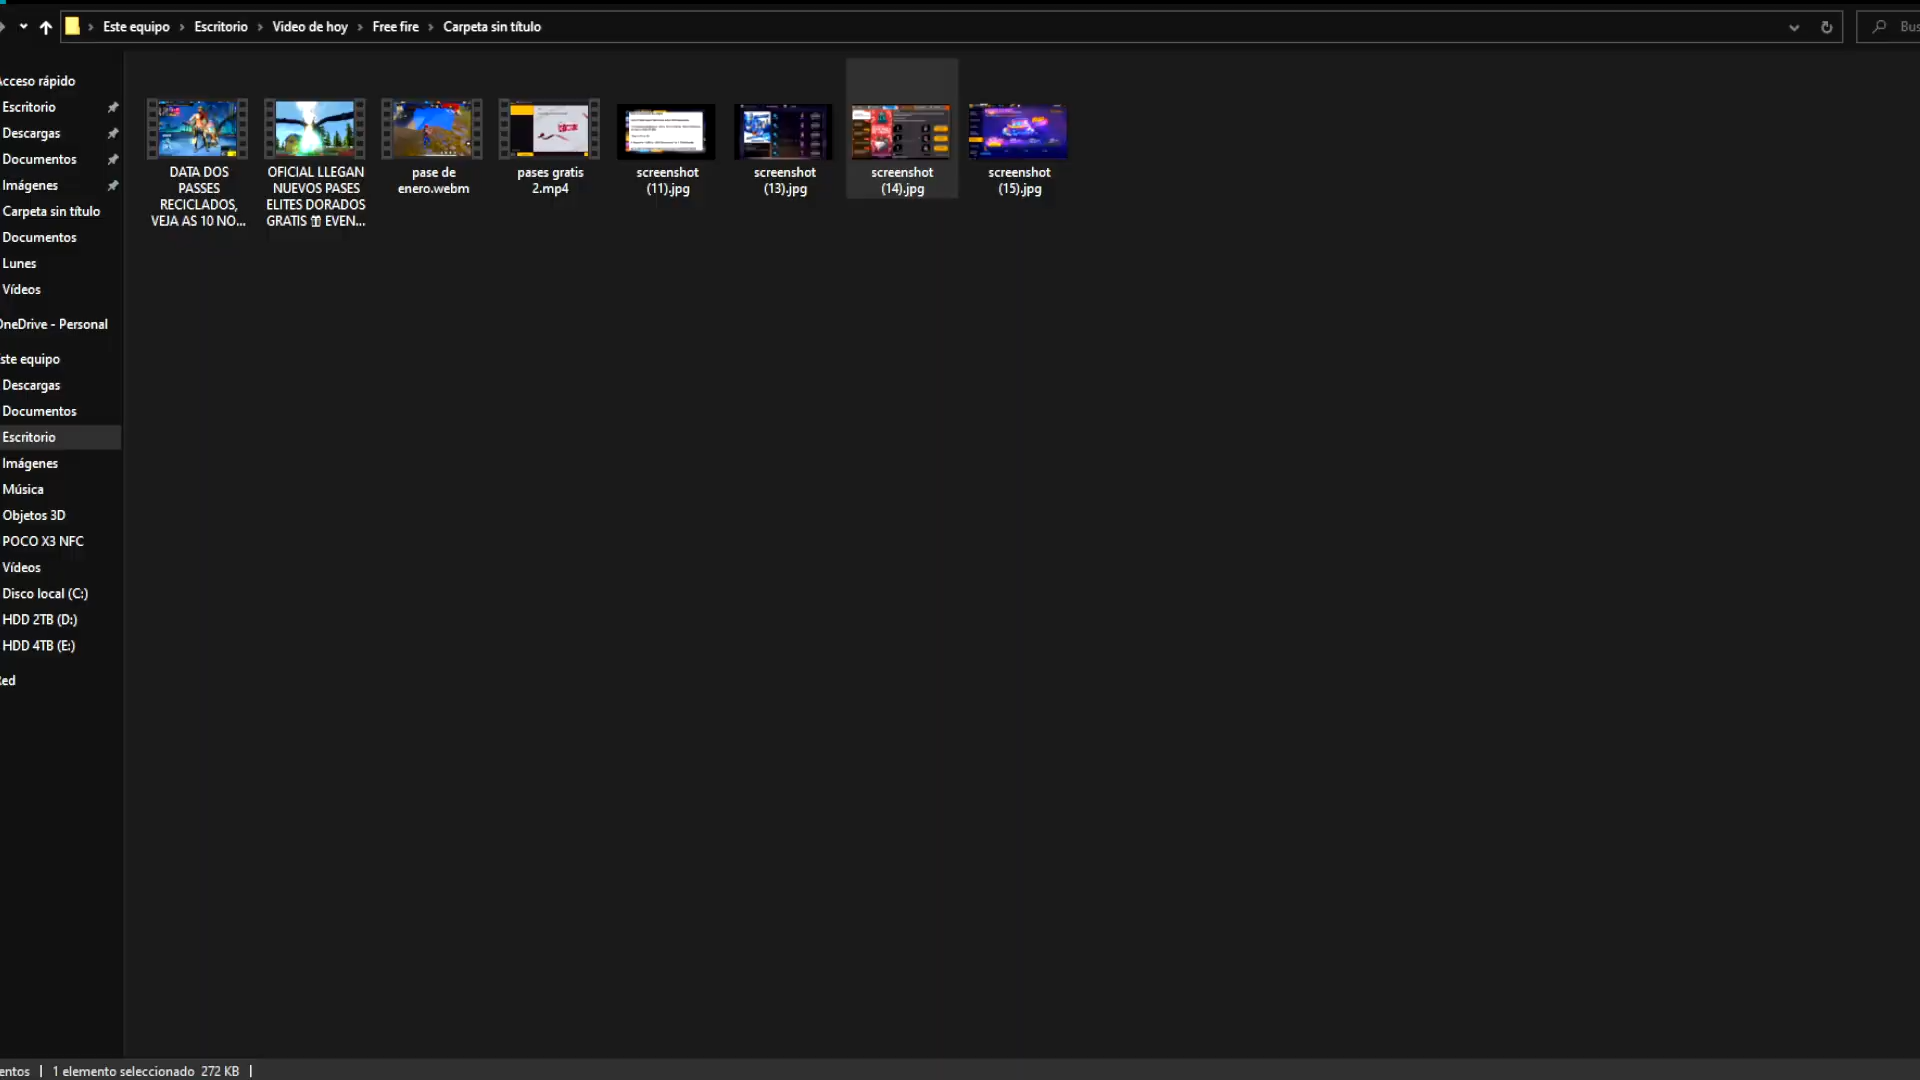 Este equipo > Escritorio > Video de hoy > Free fire > Carpeta sin título
Bus
Acceso rápido
Escritorio
Descargas
Documentos
Imágenes
Carpeta sin título
Documentos
Lunes
Vídeos
OneDrive - Personal
ste equipo
Descargas
Documentos
Escritorio
Imágenes
Música
Objetos 3D
POCO X3 NFC
Vídeos
Disco local (C:)
HDD 2TB (D:)
HDD 4TB (E:)
ed
DATA DOS
PASSES
RECICLADOS,
VEJA AS 10 NO...
OFICIAL LLEGAN
NUEVOS PASES
ELITES DORADOS
GRATIS 🎁 EVEN...
pase de
enero.webm
pases gratis
2.mp4
screenshot
(11).jpg
screenshot
(13).jpg
screenshot
(14).jpg
screenshot
(15).jpg
entos | 1 elemento seleccionado 272 KB |